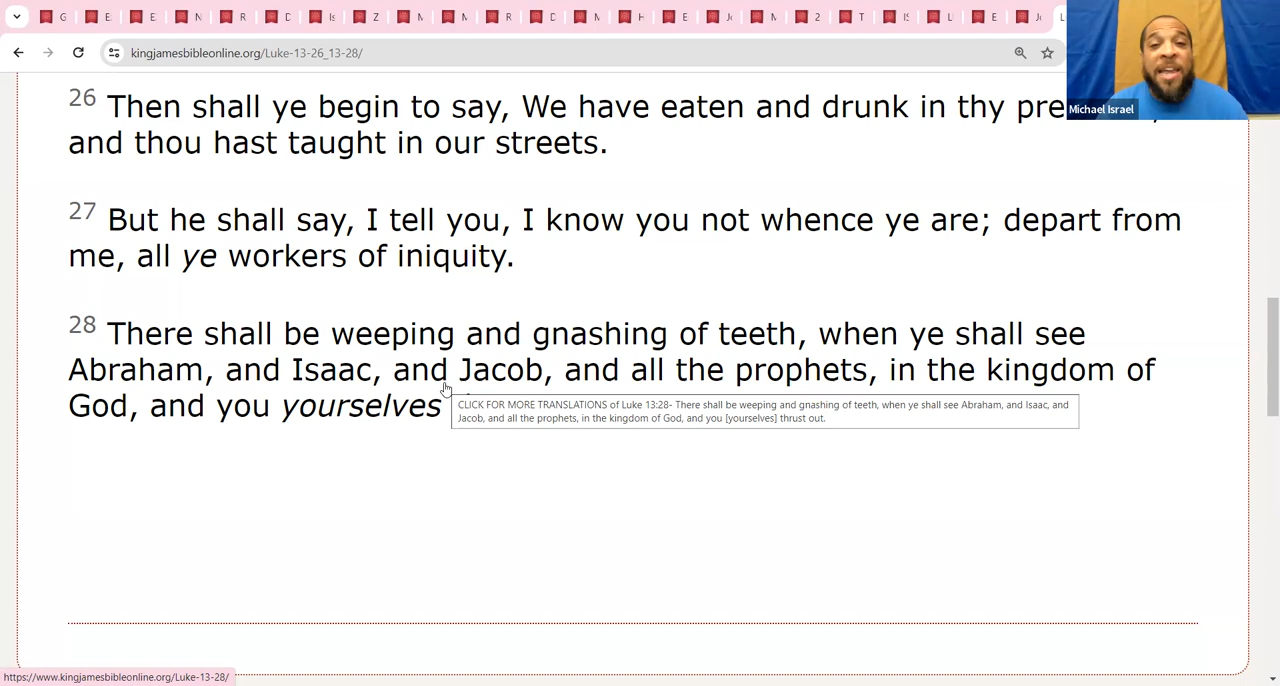 G E E N R D Is Z M M R D M H E Jo M 2 T IS L E Jo L
kingjamesbibleonline.org/Luke-13-26_13-28/
Michael Israel
26 Then shall ye begin to say, We have eaten and drunk in thy
and thou hast taught in our streets.
27 But he shall say, I tell you, I know you not whence ye are; depart from
me, all ye workers of iniquity.
28 There shall be weeping and gnashing of teeth, when ye shall see
Abraham, and Isaac, and Jacob, and all the prophets, in the kingdom of
God, and you yourselves
CLICK FOR MORE TRANSLATIONS of Luke 13:28- There shall be weeping and gnashing of teeth, when ye shall see Abraham, and Isaac, and
Jacob, and all the prophets, in the kingdom of God, and you [yourselves] thrust out.
https://www.kingjamesbibleonline.org/Luke-13-28/